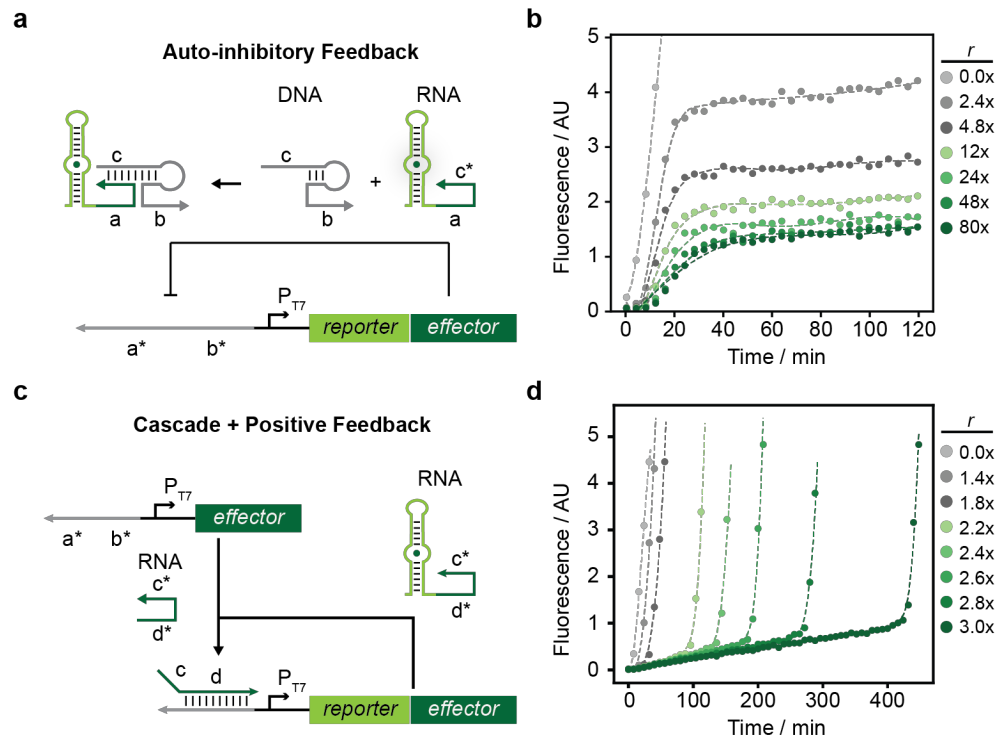 a
Auto-inhibitory Feedback
DNA
RNA
c
c
+
c*
a
b
b
a
P_T7
reporter
effector
a*
b*
b
5
4
3
2
1
0
Fluorescence / AU
0
20
40
60
80
100
120
Time / min
r
0.0x
2.4x
4.8x
12x
24x
48x
80x
c
Cascade + Positive Feedback
RNA
P_T7
effector
a*
b*
RNA
c*
d*
c*
d*
c
d
P_T7
reporter
effector
d
5
4
3
2
1
0
Fluorescence / AU
0
100
200
300
400
Time / min
r
0.0x
1.4x
1.8x
2.2x
2.4x
2.6x
2.8x
3.0x